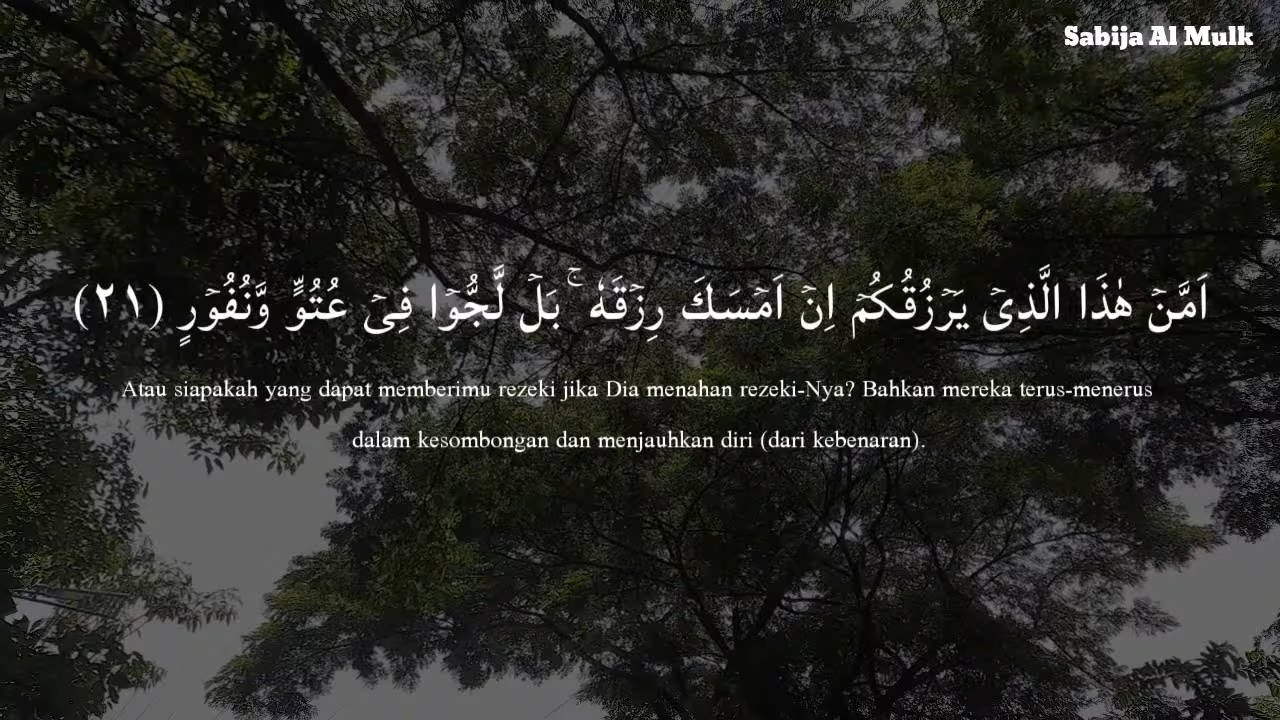 Sabija Al Mulk
اَمَّنۡ هٰذَا الَّذِىۡ يَرۡزُقُكُمۡ اِنۡ اَمۡسَكَ رِزۡقَهٗ ۚ بَلۡ لَّجُّوۡا فِىۡ عُتُوٍّ وَّنُفُوۡرٍ (٢١)
Atau siapakah yang dapat memberimu rezeki jika Dia menahan rezeki-Nya? Bahkan mereka terus-menerus
dalam kesombongan dan menjauhkan diri (dari kebenaran).